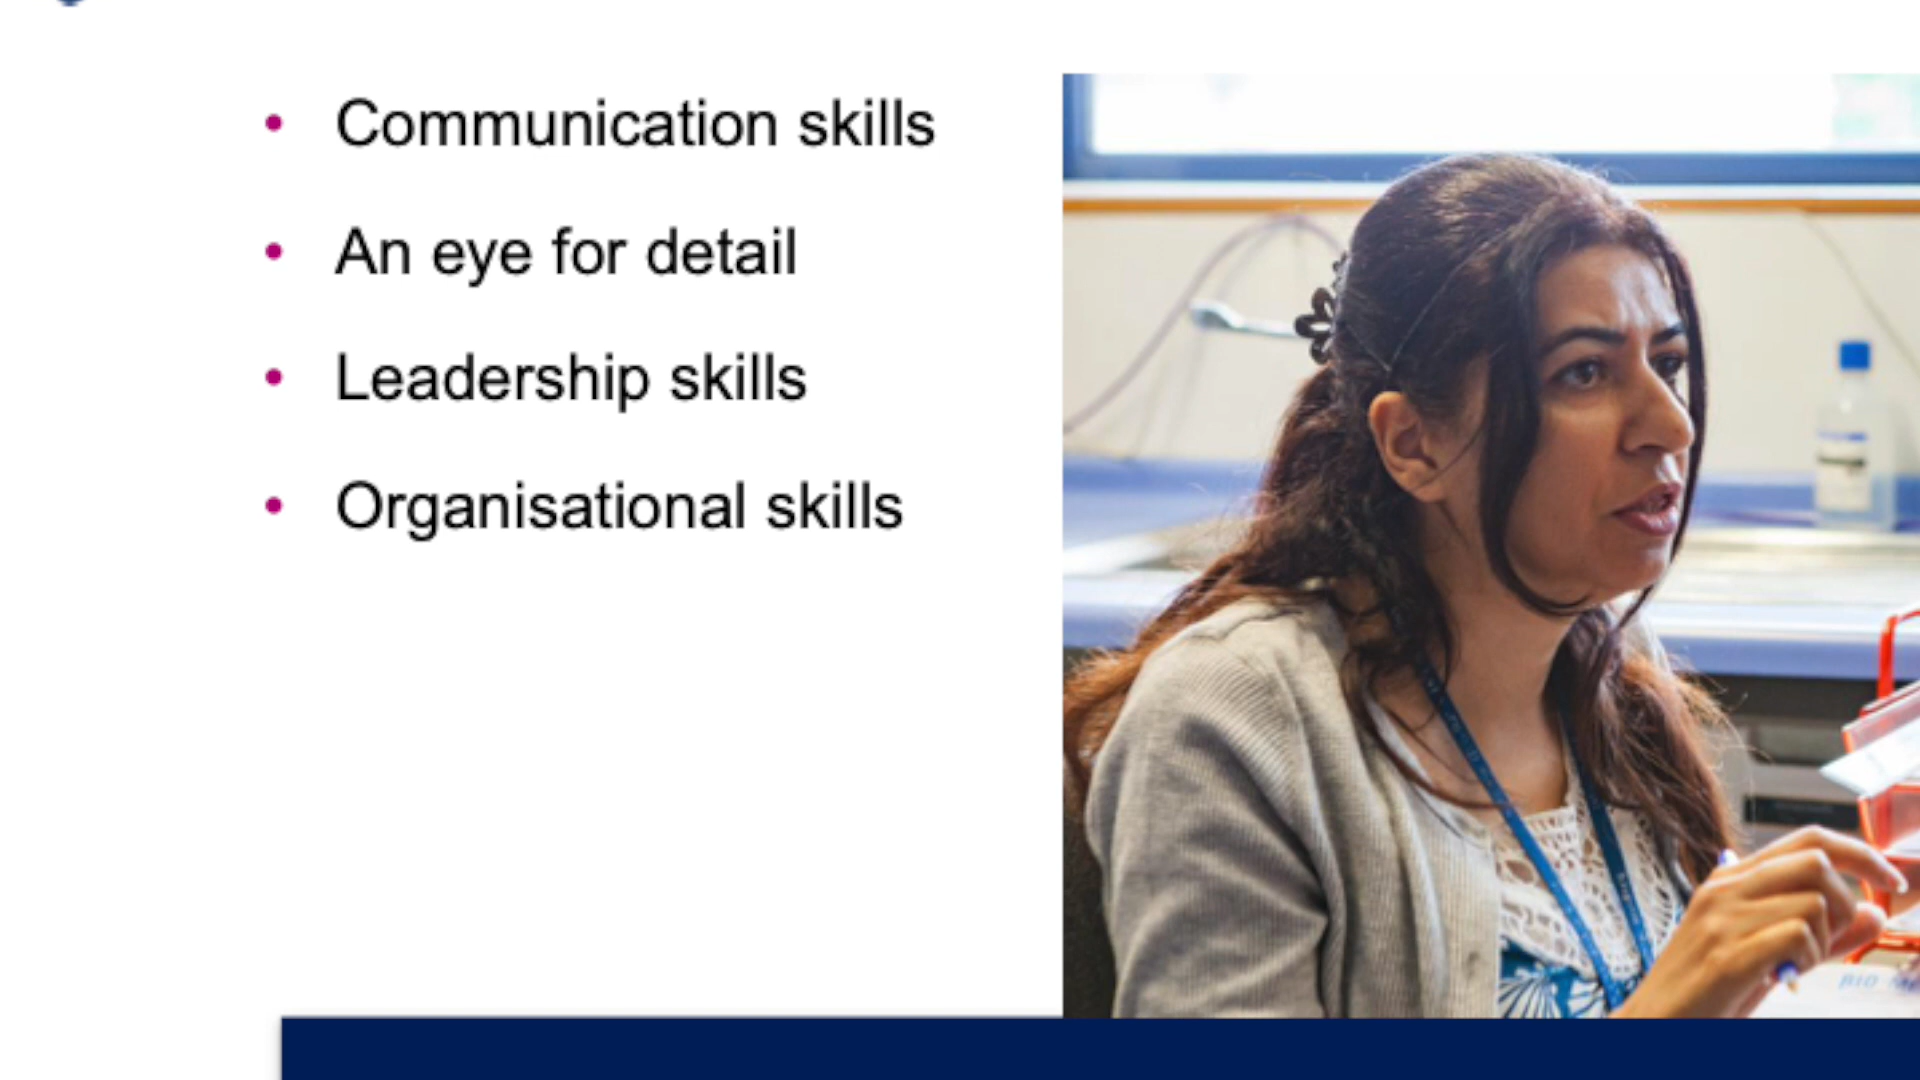 Communication skills
An eye for detail
Leadership skills
Organisational skills